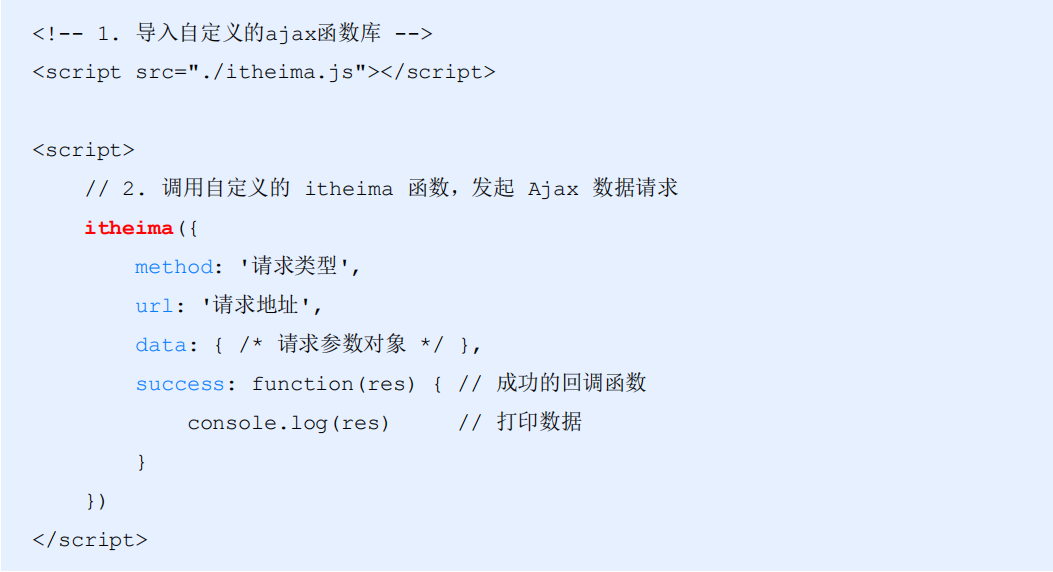 <!-- 1. 导入自定义的ajax函数库 -->
<script src="./itheima.js"></script>
<script>
// 2. 调用自定义的 itheima 函数，发起 Ajax 数据请求
itheima({
method: '请求类型',
url: '请求地址',
data: { /* 请求参数对象 */ },
success: function(res) { // 成功的回调函数
console.log(res) // 打印数据
}
})
</script>